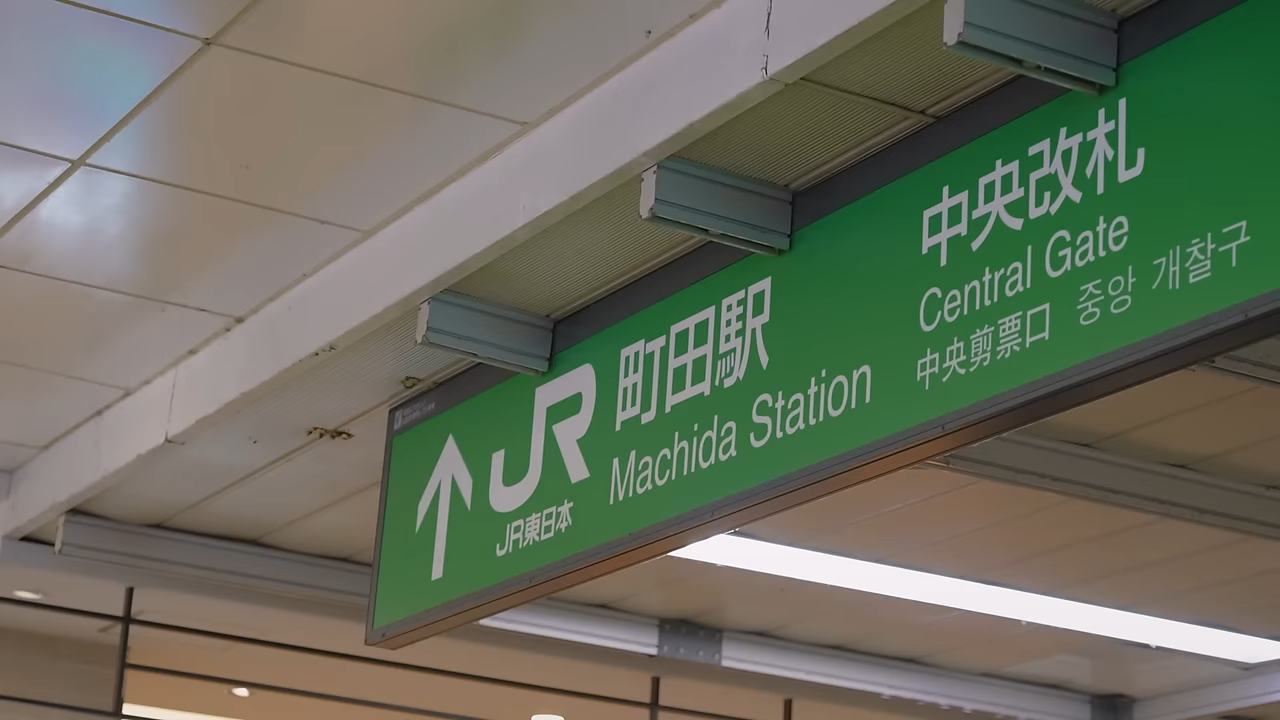 ↑ JR 町田駅
Machida Station
JR東日本
中央改札
Central Gate
中央剪票口 중앙 개찰구